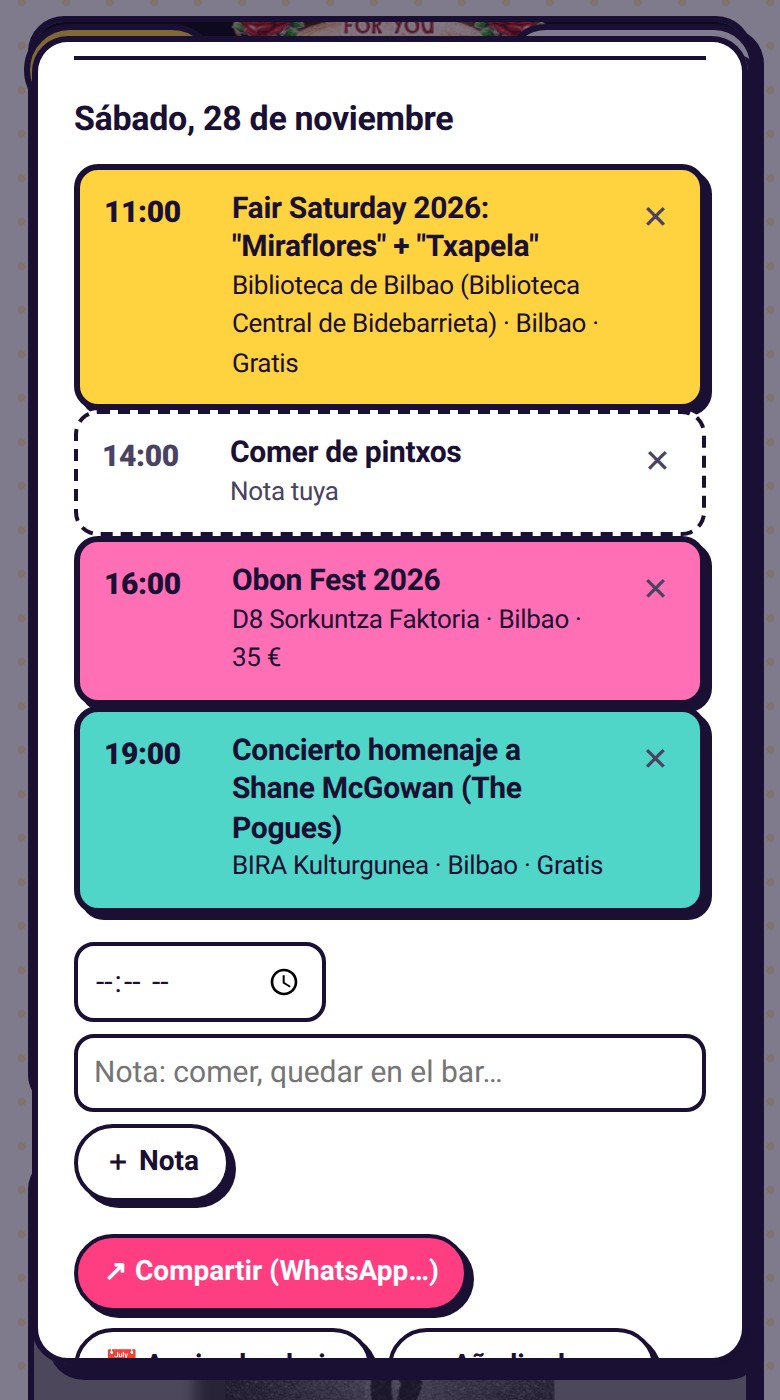 FOR YOU
Sábado, 28 de noviembre
11:00
Fair Saturday 2026:
"Miraflores" + "Txapela"
Biblioteca de Bilbao (Biblioteca
Central de Bidebarrieta) · Bilbao ·
Gratis
✕
14:00
Comer de pintxos
Nota tuya
✕
16:00
Obon Fest 2026
D8 Sorkuntza Faktoria · Bilbao ·
35 €
✕
19:00
Concierto homenaje a
Shane McGowan (The
Pogues)
BIRA Kulturgunea · Bilbao · Gratis
✕
--:-- --
Nota: comer, quedar en el bar…
+ Nota
↗ Compartir (WhatsApp…)
July